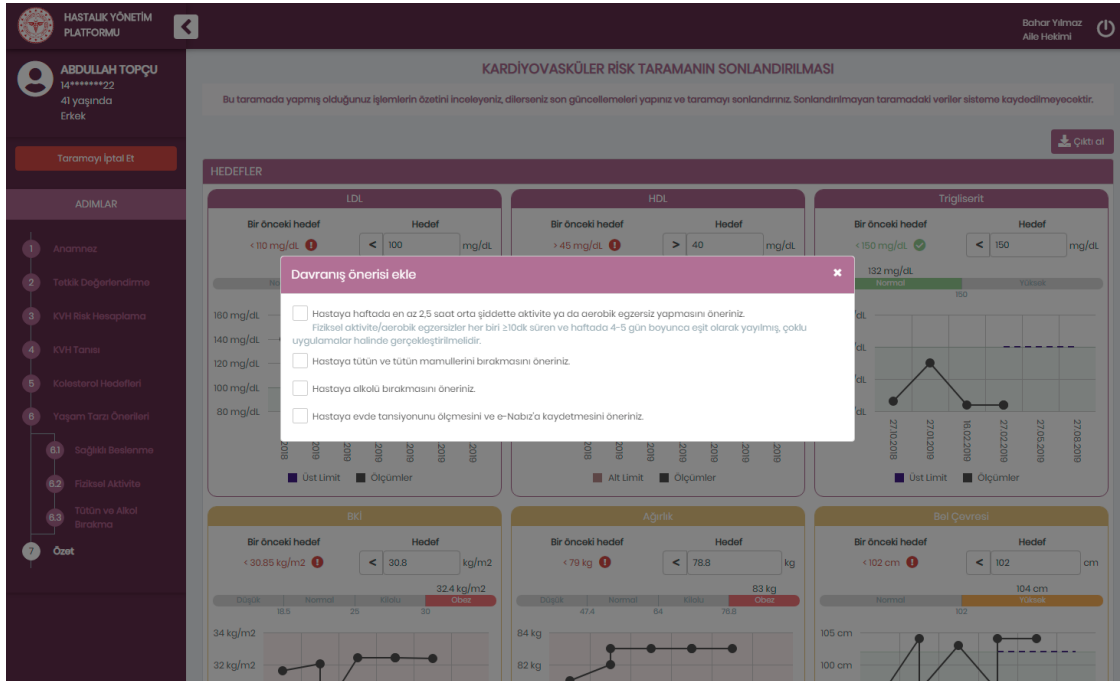 HASTALIK YÖNETİM
PLATFORMU
Bahar Yılmaz
Aile Hekimi
ABDULLAH TOPÇU
14*******22
41 yaşında
Erkek
Taramayı İptal Et
ADIMLAR
1 Anamnez
2 Tetkik Değerlendirme
3 KVH Risk Hesaplama
4 KVH Tanısı
5 Kolesterol Hedefleri
6 Yaşam Tarzı Önerileri
6.1 Sağlıklı Beslenme
6.2 Fiziksel Aktivite
6.3 Tütün ve Alkol
Bırakma
7 Özet
KARDİYOVASKÜLER RİSK TARAMANIN SONLANDIRILMASI
Bu taramada yapmış olduğunuz işlemlerin özetini inceleyeniz, dilerseniz son güncellemeleri yapınız ve taramayı sonlandırınız. Sonlandırılmayan taramadaki veriler sisteme kaydedilmeyecektir.
Çıktı al
HEDEFLER
LDL
Bir önceki hedef Hedef
< 110 mg/dL < 100 mg/dL
160 mg/dL
140 mg/dL
120 mg/dL
100 mg/dL
80 mg/dL
2018 2019 2019 2019 2019 2019
Üst Limit Ölçümler
HDL
Bir önceki hedef Hedef
> 45 mg/dL > 40 mg/dL
2018 2019 2019 2019 2019 2019
Alt Limit Ölçümler
Trigliserit
Bir önceki hedef Hedef
< 150 mg/dL < 150 mg/dL
132 mg/dL
Normal Yüksek
150
27.10.2018 27.01.2019 16.02.2019 27.02.2019 27.05.2019 27.08.2019
Üst Limit Ölçümler
Davranış önerisi ekle ×
Hastaya haftada en az 2,5 saat orta şiddette aktivite ya da aerobik egzersiz yapmasını öneriniz.
Fiziksel aktivite/aerobik egzersizler her biri ≥10dk süren ve haftada 4-5 gün boyunca eşit olarak yayılmış, çoklu
uygulamalar halinde gerçekleştirilmelidir.
Hastaya tütün ve tütün mamullerini bırakmasını öneriniz.
Hastaya alkolü bırakmasını öneriniz.
Hastaya evde tansiyonunu ölçmesini ve e-Nabız'a kaydetmesini öneriniz.
BKİ
Bir önceki hedef Hedef
< 30.85 kg/m2 < 30.8 kg/m2
32.4 kg/m2
Düşük Normal Kilolu Obez
18.5 25 30
34 kg/m2
32 kg/m2
Ağırlık
Bir önceki hedef Hedef
< 79 kg < 78.8 kg
83 kg
Düşük Normal Kilolu Obez
47.4 64 76.8
84 kg
82 kg
Bel Çevresi
Bir önceki hedef Hedef
< 102 cm < 102 cm
104 cm
Normal Yüksek
102
105 cm
100 cm